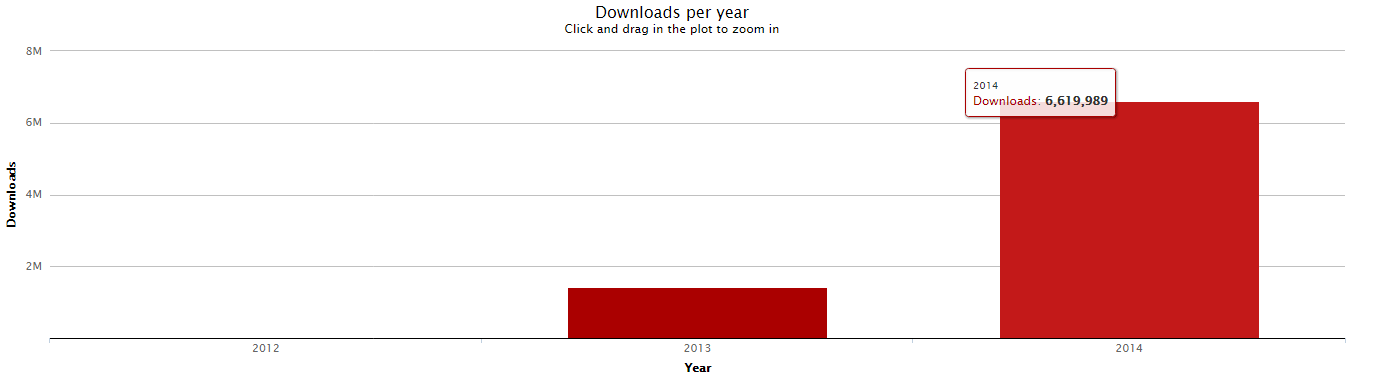 Downloads per year
Click and drag in the plot to zoom in
8M
6M
4M
2M
Downloads
2014
Downloads: 6,619,989
2012
2013
2014
Year